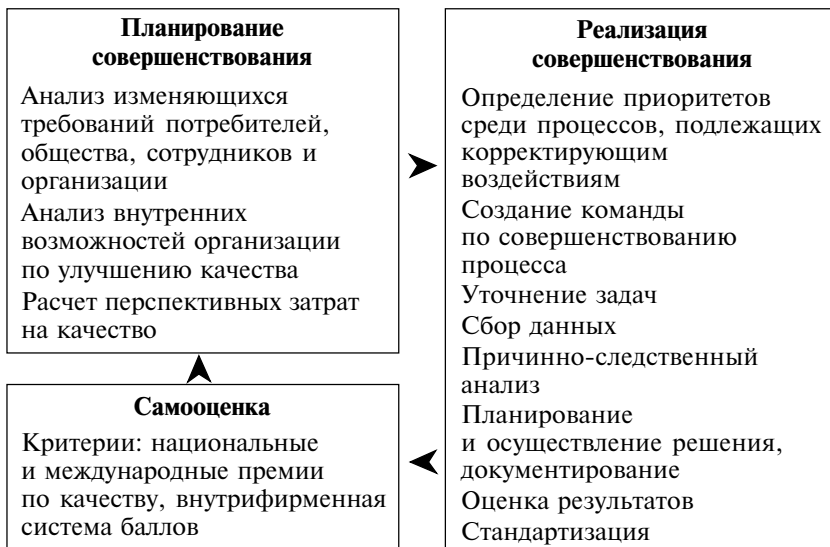 Планирование
совершенствования
Анализ изменяющихся
требований потребителей,
общества, сотрудников и
организации
Анализ внутренних
возможностей организации
по улучшению качества
Расчет перспективных затрат
на качество
Реализация
совершенствования
Определение приоритетов
среди процессов, подлежащих
корректирующим
воздействиям
Создание команды
по совершенствованию
процесса
Уточнение задач
Сбор данных
Причинно-следственный
анализ
Планирование
и осуществление решения,
документирование
Оценка результатов
Стандартизация
Самооценка
Критерии: национальные
и международные премии
по качеству, внутрифирменная
система баллов